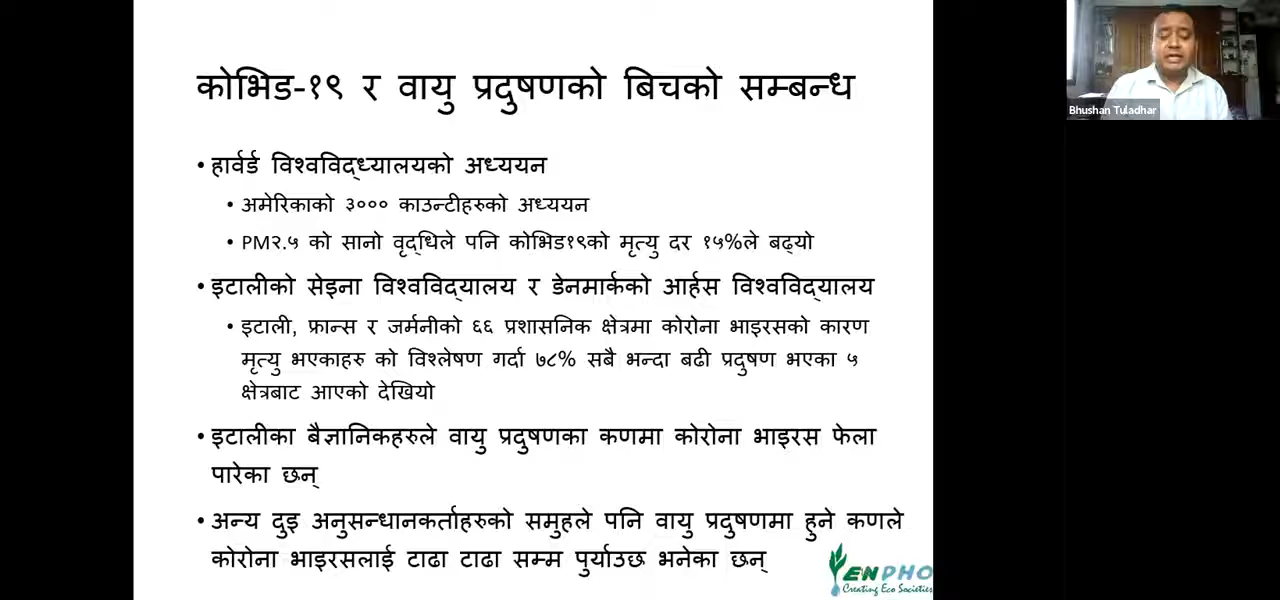 कोभिड-१९ र वायु प्रदुषणको बिचको सम्बन्ध
Bhushan Tuladhar
• हार्वर्ड विश्वविद्ध्यालयको अध्ययन
• अमेरिकाको ३००० काउन्टीहरुको अध्ययन
• PM२.५ को सानो वृद्धिले पनि कोभिड१९को मृत्यु दर १५%ले बढ्यो
• इटालीको सेइना विश्वविद्यालय र डेनमार्कको आर्हस विश्वविद्यालय
• इटाली, फ्रान्स र जर्मनीको ६६ प्रशासनिक क्षेत्रमा कोरोना भाइरसको कारण
मृत्यु भएकाहरु को विश्लेषण गर्दा ७८% सबै भन्दा बढी प्रदुषण भएका ५
क्षेत्रबाट आएको देखियो
• इटालीका बैज्ञानिकहरुले वायु प्रदुषणका कणमा कोरोना भाइरस फेला
पारेका छन्
• अन्य दुइ अनुसन्धानकर्ताहरुको समुहले पनि वायु प्रदुषणमा हुने कणले
कोरोना भाइरसलाई टाढा टाढा सम्म पुर्याउछ भनेका छन्
ENPHO
Creating Eco Societies